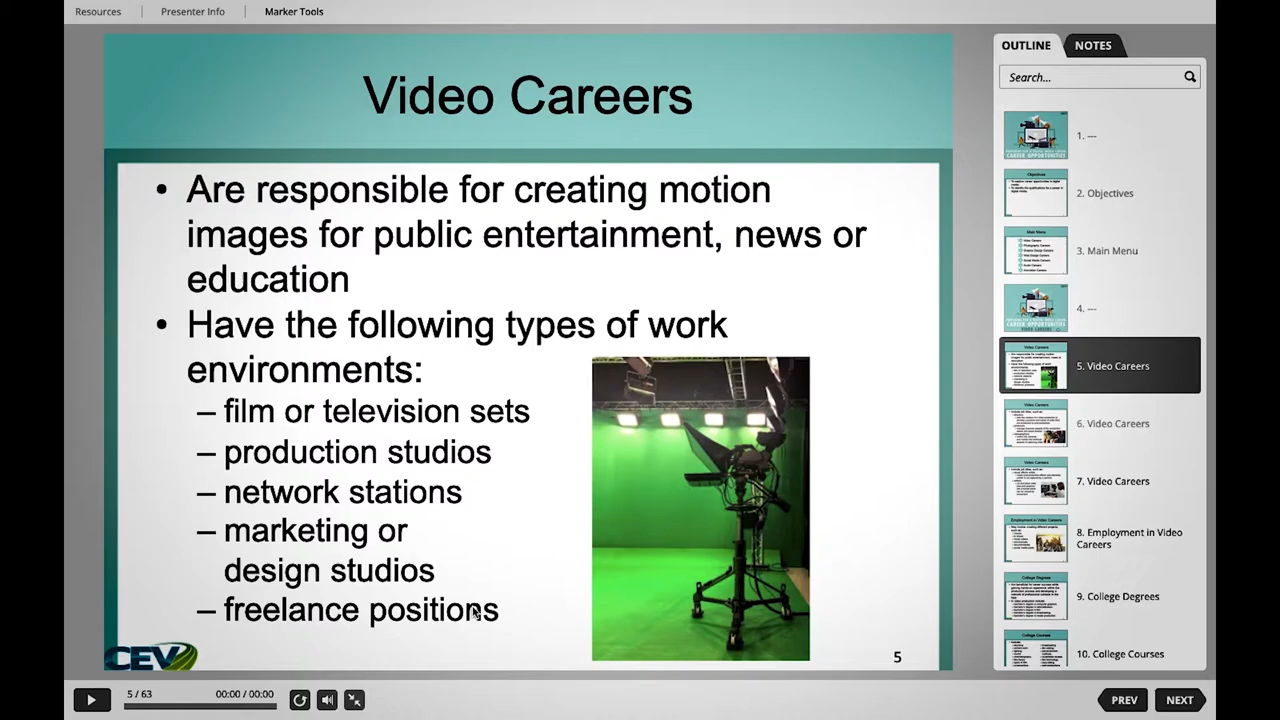 Resources
Presenter Info
Marker Tools
Video Careers
• Are responsible for creating motion
images for public entertainment, news or
education
• Have the following types of work
environments:
– film or television sets
– production studios
– network stations
– marketing or
design studios
– freelance positions
CEV
5
OUTLINE
NOTES
Search...
1. ---
2. Objectives
3. Main Menu
4. ---
5. Video Careers
6. Video Careers
7. Video Careers
8. Employment in Video
Careers
9. College Degrees
10. College Courses
5 / 63
00:00 / 00:00
PREV
NEXT